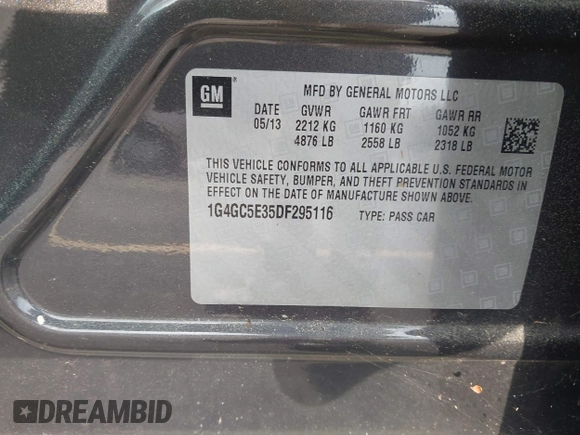 GM ® MFD BY GENERAL MOTORS LLC
DATE GVWR GAWR FRT GAWR RR
05/13 2212 KG 1160 KG 1052 KG
4876 LB 2558 LB 2318 LB
THIS VEHICLE CONFORMS TO ALL APPLICABLE U.S. FEDERAL MOTOR
VEHICLE SAFETY, BUMPER, AND THEFT PREVENTION STANDARDS IN
EFFECT ON THE DATE OF MANUFACTURE SHOWN ABOVE.
1G4GC5E35DF295116 TYPE: PASS CAR
DREAMBID